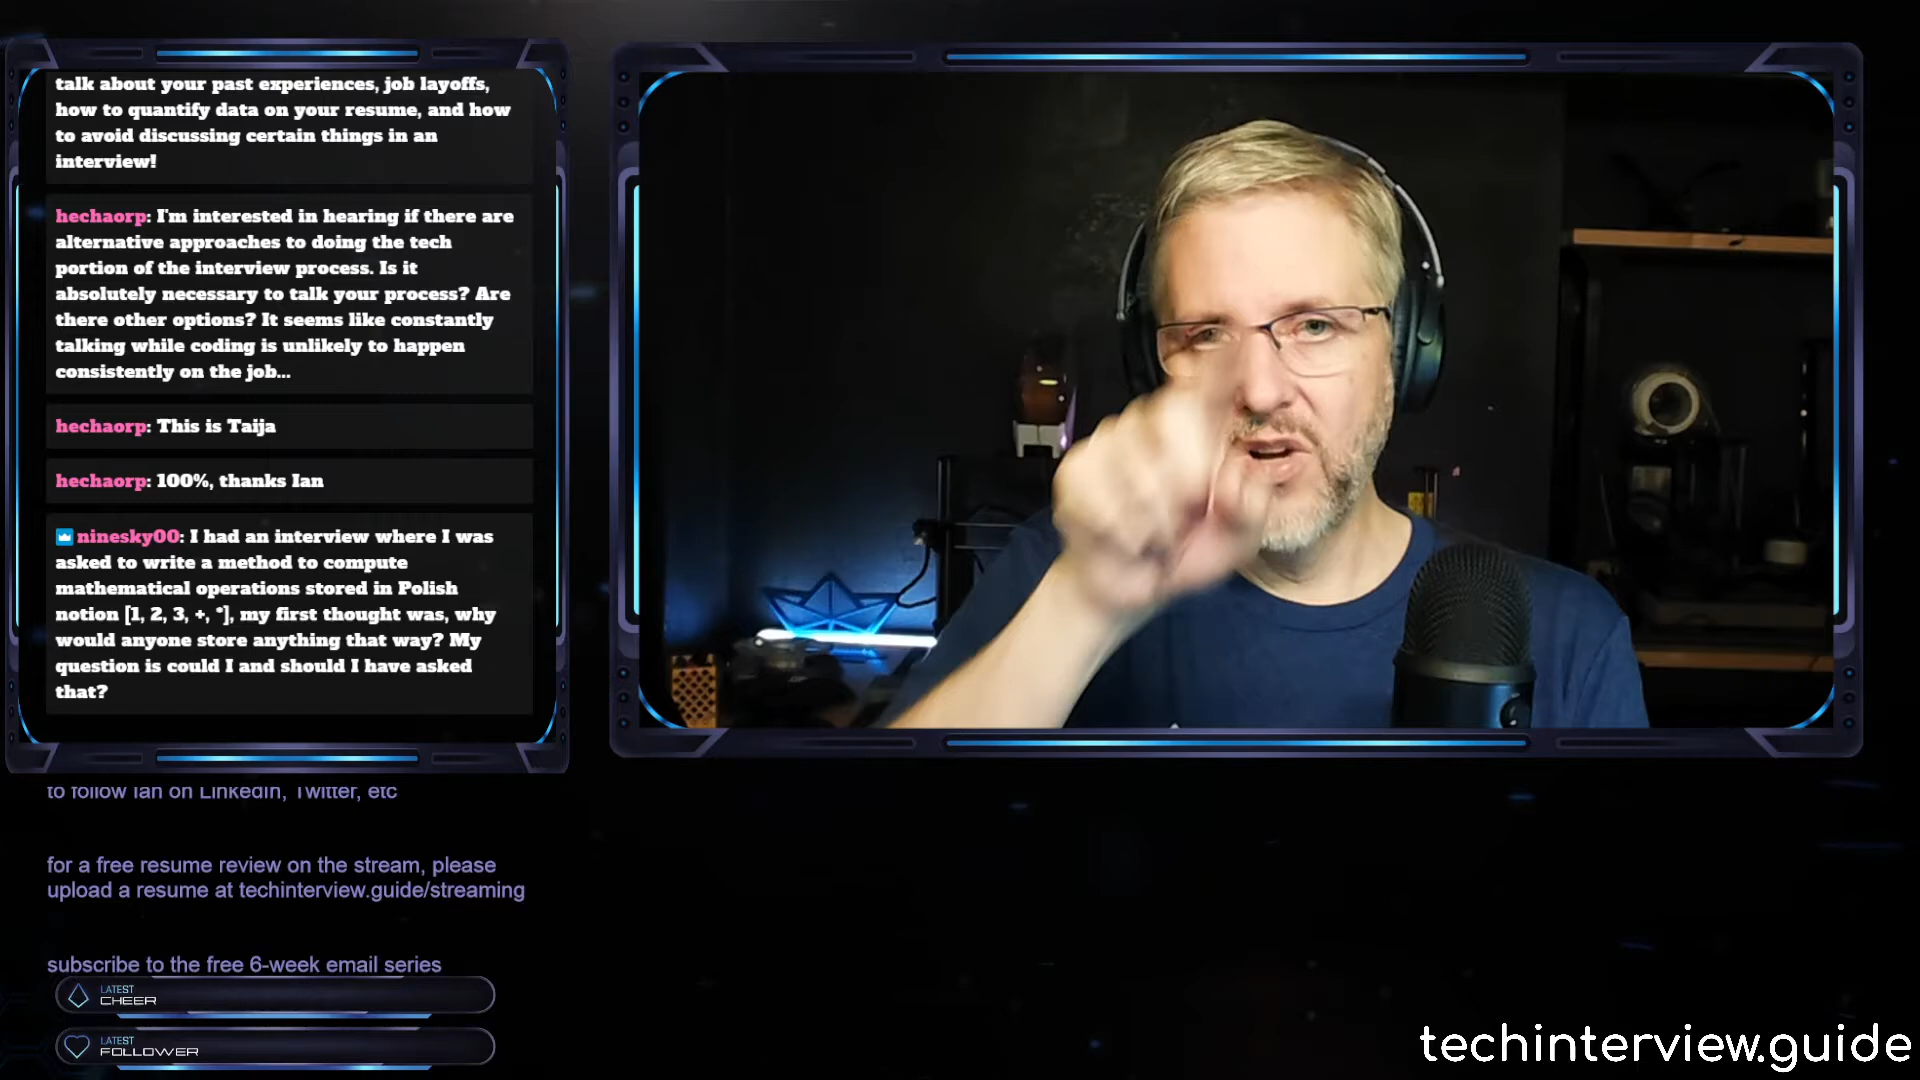 talk about your past experiences, job layoffs,
how to quantify data on your resume, and how
to avoid discussing certain things in an
interview!
hechaorp: I'm interested in hearing if there are
alternative approaches to doing the tech
portion of the interview process. Is it
absolutely necessary to talk your process? Are
there other options? It seems like constantly
talking while coding is unlikely to happen
consistently on the job...
hechaorp: This is Taija
hechaorp: 100%, thanks Ian
ninesky00: I had an interview where I was
asked to write a method to compute
mathematical operations stored in Polish
notion [1, 2, 3, +, *], my first thought was, why
would anyone store anything that way? My
question is could I and should I have asked
that?
to follow Ian on LinkedIn, Twitter, etc
for a free resume review on the stream, please
upload a resume at techinterview.guide/streaming
subscribe to the free 6-week email series
LATEST
CHEER
LATEST
FOLLOWER
techinterview.guide